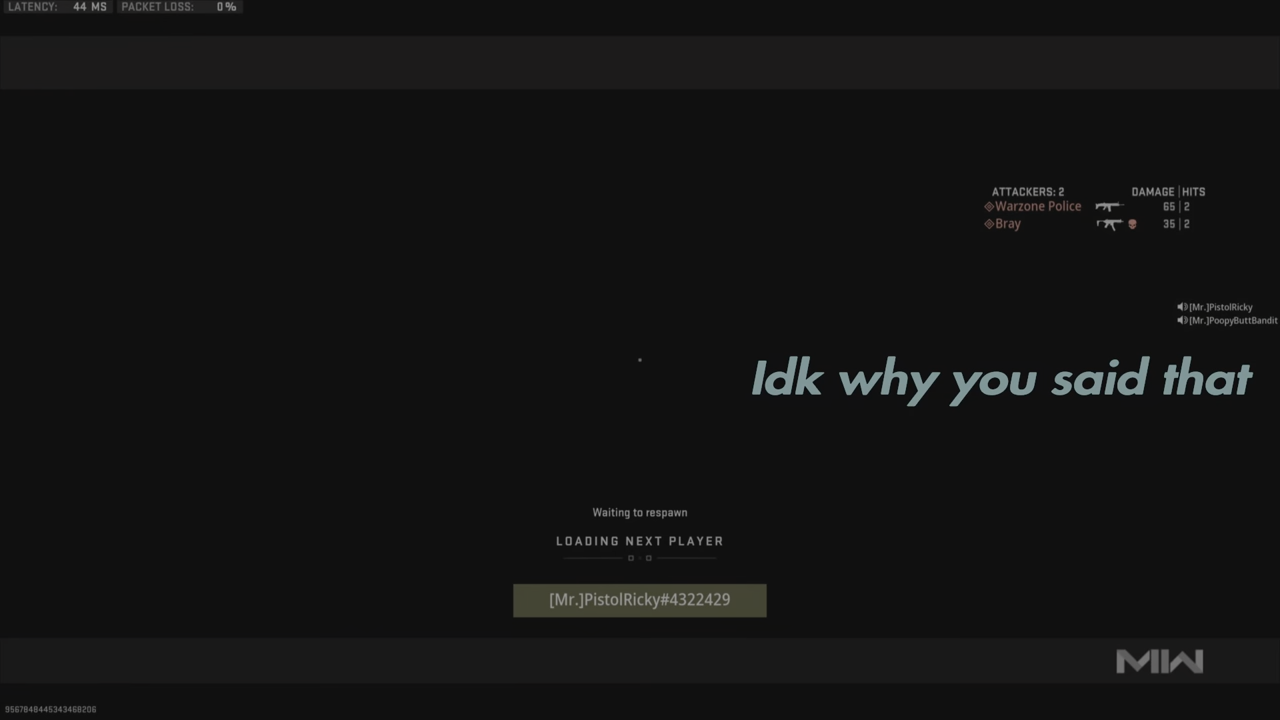 LATENCY: 44 MS PACKET LOSS: 0%
ATTACKERS: 2 DAMAGE HITS
Warzone Police 65 2
Bray 35 2
[Mr.]PistolRicky
[Mr.]PoopyButtBandit
Idk why you said that
Waiting to respawn
LOADING NEXT PLAYER
[Mr.]PistolRicky#4322429
MW
9567848445343468206